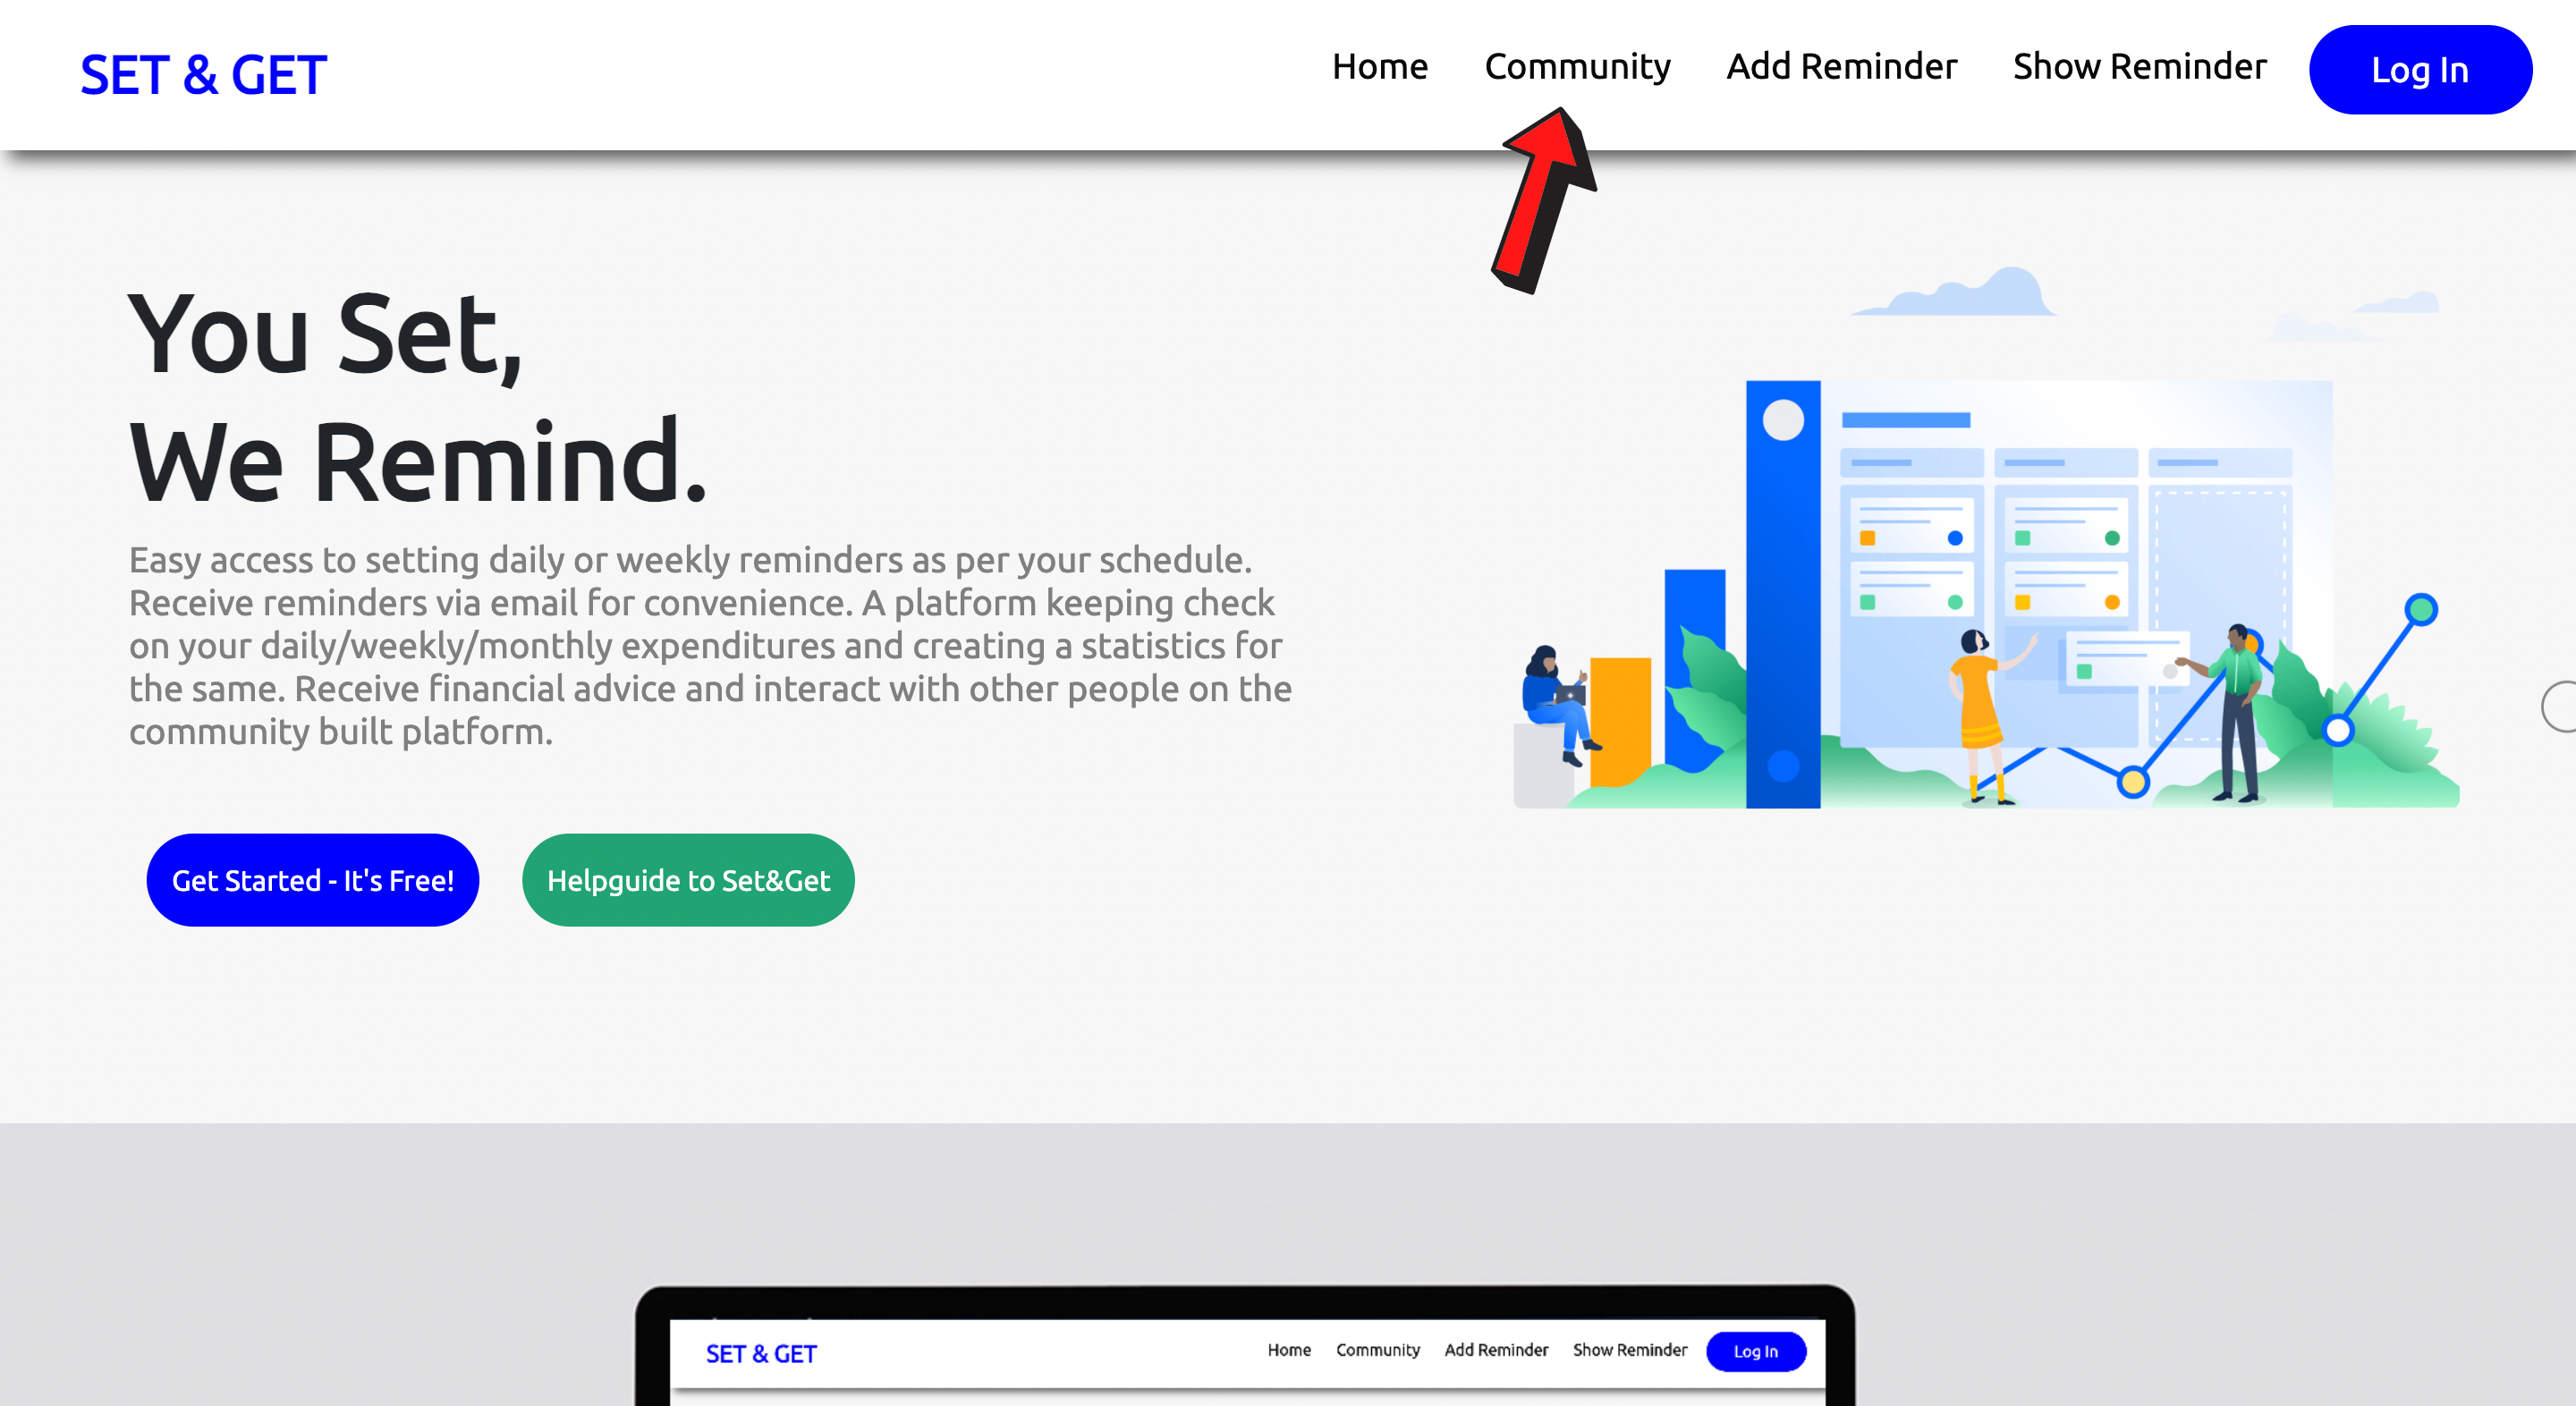 SET & GET
Home
Community
Add Reminder
Show Reminder
Log In
You Set,
We Remind.
Easy access to setting daily or weekly reminders as per your schedule.
Receive reminders via email for convenience. A platform keeping check
on your daily/weekly/monthly expenditures and creating a statistics for
the same. Receive financial advice and interact with other people on the
community built platform.
Get Started - It's Free!
Helpguide to Set&Get
SET & GET
Home
Community
Add Reminder
Show Reminder
Log In